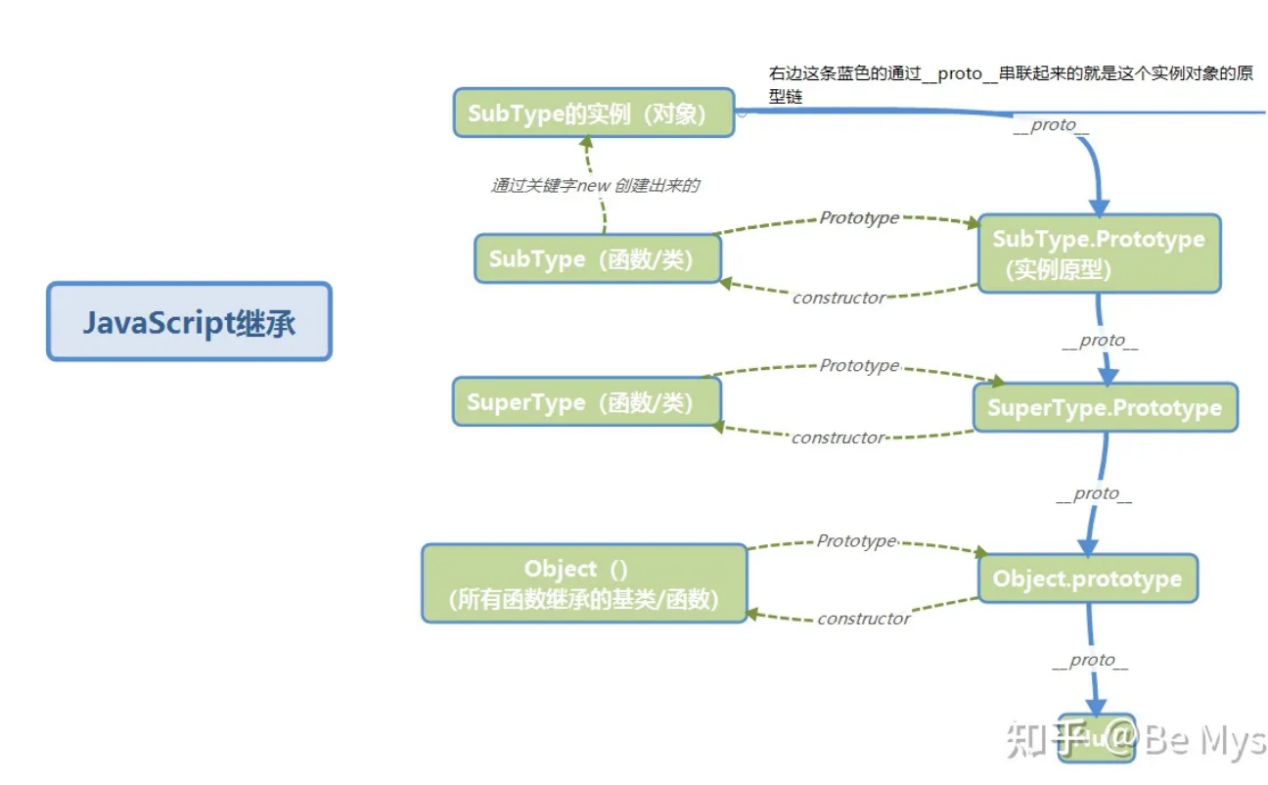 右边这条蓝色的通过__proto__串联起来的就是这个实例对象的原
型链
SubType的实例（对象）
__proto__
通过关键字new 创建出来的
Prototype
SubType（函数/类）
SubType.Prototype
（实例原型）
constructor
JavaScript继承
__proto__
Prototype
SuperType（函数/类）
SuperType.Prototype
constructor
__proto__
Prototype
Object（）
（所有函数继承的基类/函数）
Object.prototype
constructor
__proto__
知乎 @Be Mys